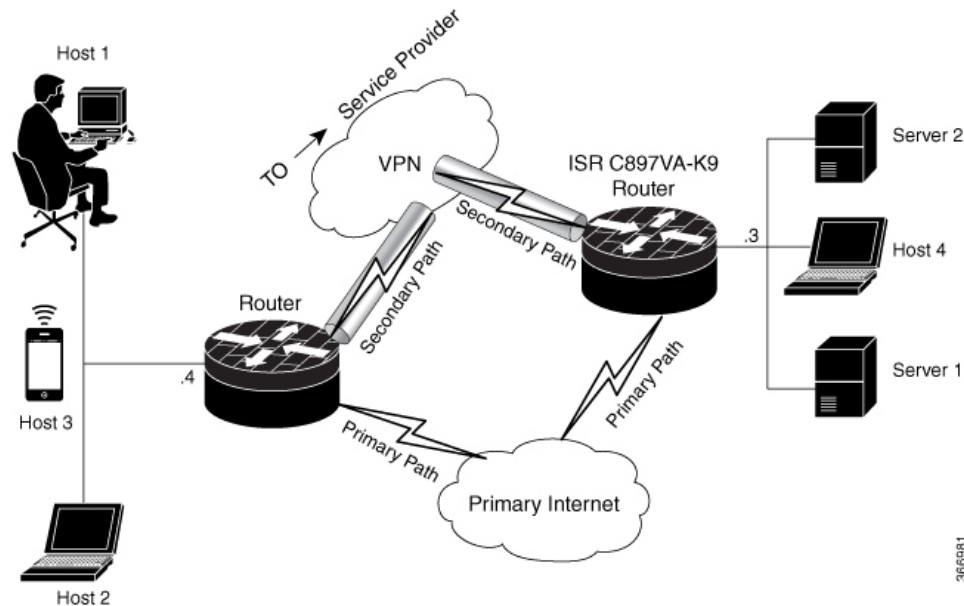 Host 1
TO → Service Provider
VPN
ISR C897VA-K9
Router
Server 2
Secondary Path
Secondary Path
.3
Host 4
Router
.4
Host 3
Server 1
Primary Path
Primary Path
Primary Internet
Host 2
366981